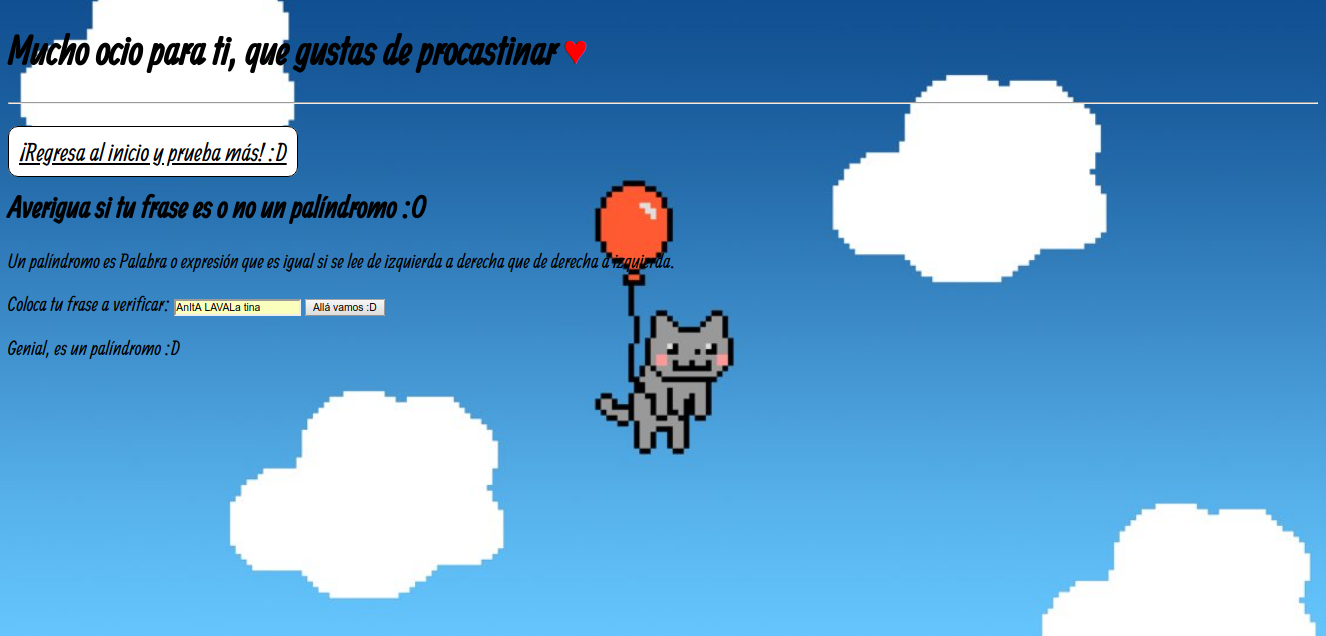 Mucho ocio para ti, que gustas de procastinar ♥
¡Regresa al inicio y prueba más! :D
Averigua si tu frase es o no un palíndromo :O
Un palíndromo es Palabra o expresión que es igual si se lee de izquierda a derecha que de derecha a izquierda.
Coloca tu frase a verificar: AnItA LAVALa tina Allá vamos :D
Genial, es un palíndromo :D